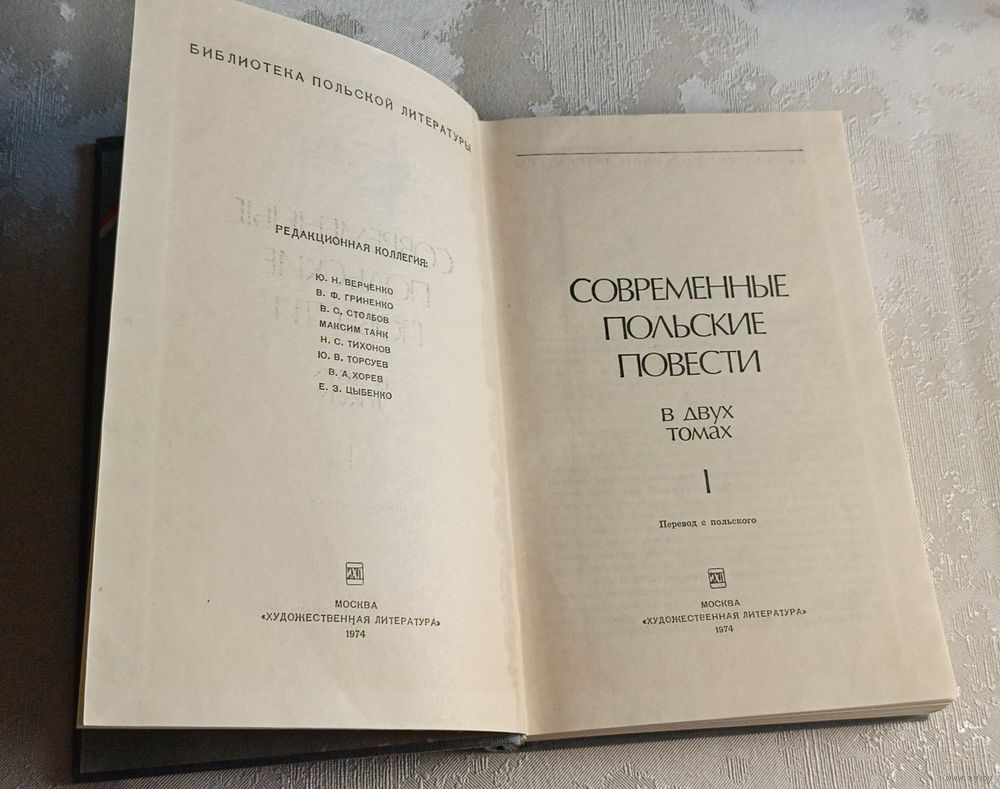 БИБЛИОТЕКА ПОЛЬСКОЙ ЛИТЕРАТУРЫ
РЕДАКЦИОННАЯ КОЛЛЕГИЯ:
Ю. Н. ВЕРЧЕНКО
В. Ф. ГРИНЕНКО
В. С. СТОЛБОВ
МАКСИМ ТАНК
Н. С. ТИХОНОВ
Ю. В. ТОРСУЕВ
В. А. ХОРЕВ
Е. З. ЦЫБЕНКО
МОСКВА
«ХУДОЖЕСТВЕННАЯ ЛИТЕРАТУРА»
1974
СОВРЕМЕННЫЕ
ПОЛЬСКИЕ
ПОВЕСТИ
В ДВУХ
ТОМАХ
I
Перевод с польского
МОСКВА
«ХУДОЖЕСТВЕННАЯ ЛИТЕРАТУРА»
1974